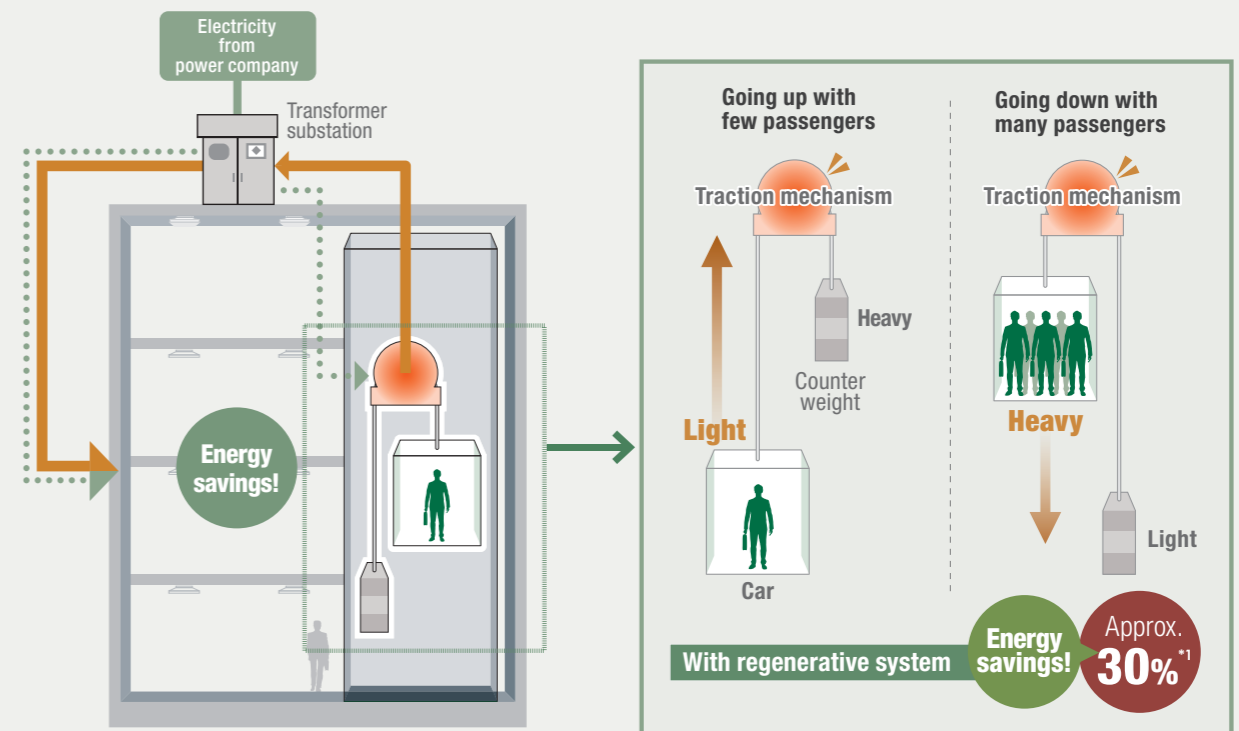 Electricity
from
power company
Transformer
substation
Energy
savings!
Going up with
few passengers
Traction mechanism
Heavy
Counter
weight
Light
Car
Going down with
many passengers
Traction mechanism
Heavy
Light
With regenerative system
Energy
savings!
Approx.
30%*1